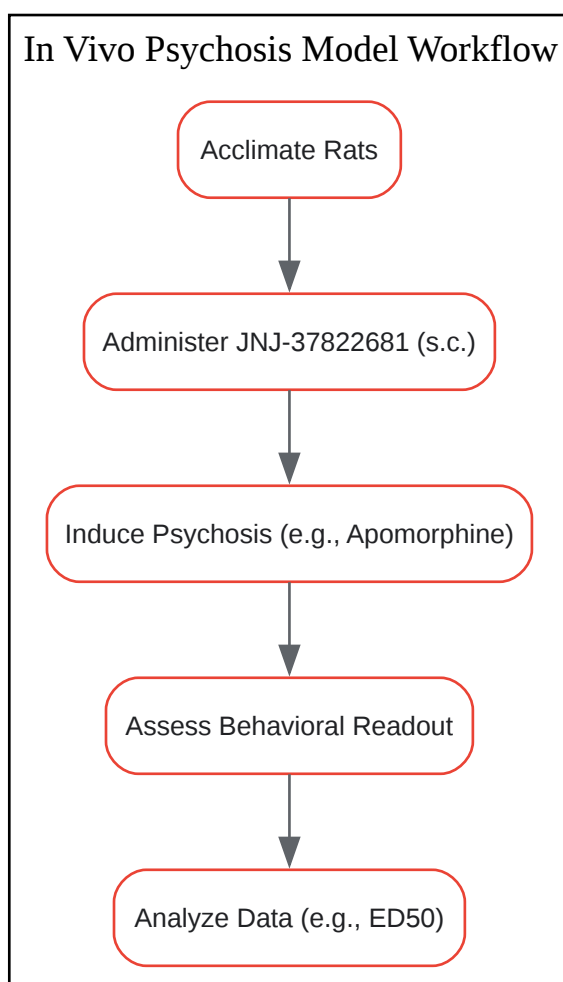 In Vivo Psychosis Model Workflow
Acclimate Rats
Administer JNJ-37822681 (s.c.)
Induce Psychosis (e.g., Apomorphine)
Assess Behavioral Readout
Analyze Data (e.g., ED50)